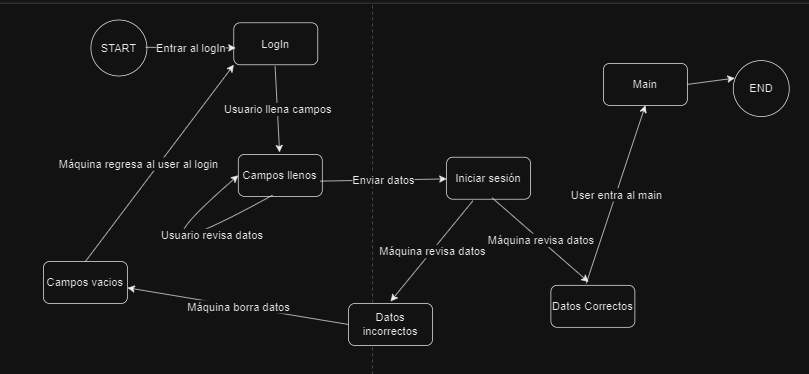 START
Entrar al logIn
LogIn
Usuario llena campos
Main
END
Máquina regresa al user al login
Campos llenos
Enviar datos
Iniciar sesión
User entra al main
Usuario revisa datos
Máquina revisa datos
Máquina revisa datos
Campos vacios
Máquina borra datos
Datos
incorrectos
Datos Correctos